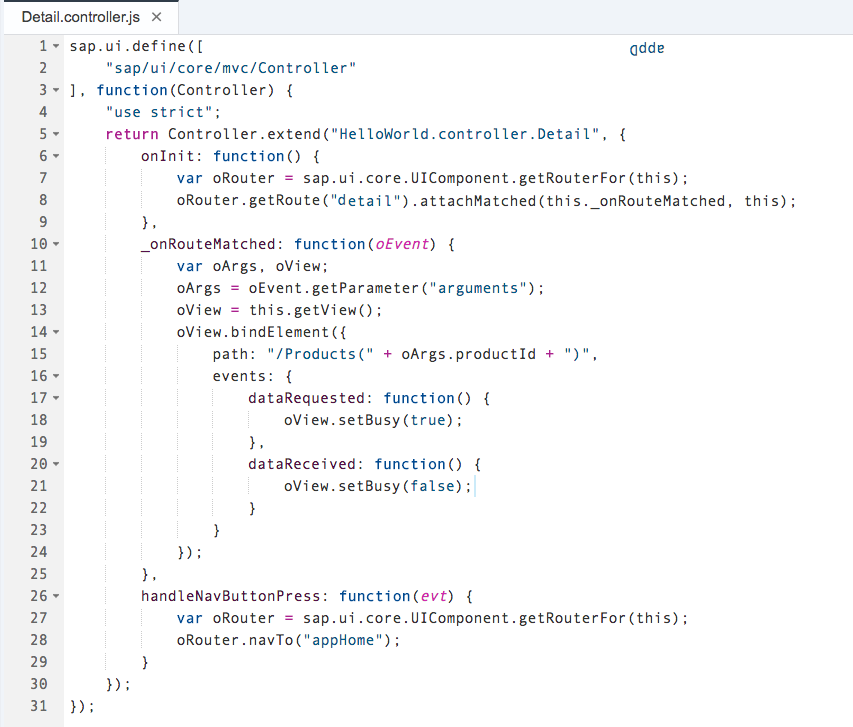 Detail.controller.js ×
1 sap.ui.define([
2     "sap/ui/core/mvc/Controller"
3 ], function(Controller) {
4     "use strict";
5     return Controller.extend("HelloWorld.controller.Detail", {
6         onInit: function() {
7             var oRouter = sap.ui.core.UIComponent.getRouterFor(this);
8             oRouter.getRoute("detail").attachMatched(this._onRouteMatched, this);
9         },
10         _onRouteMatched: function(oEvent) {
11             var oArgs, oView;
12             oArgs = oEvent.getParameter("arguments");
13             oView = this.getView();
14             oView.bindElement({
15                 path: "/Products(" + oArgs.productId + ")",
16                 events: {
17                     dataRequested: function() {
18                         oView.setBusy(true);
19                     },
20                     dataReceived: function() {
21                         oView.setBusy(false);
22                     }
23                 }
24             });
25         },
26         handleNavButtonPress: function(evt) {
27             var oRouter = sap.ui.core.UIComponent.getRouterFor(this);
28             oRouter.navTo("appHome");
29         }
30     });
31 });